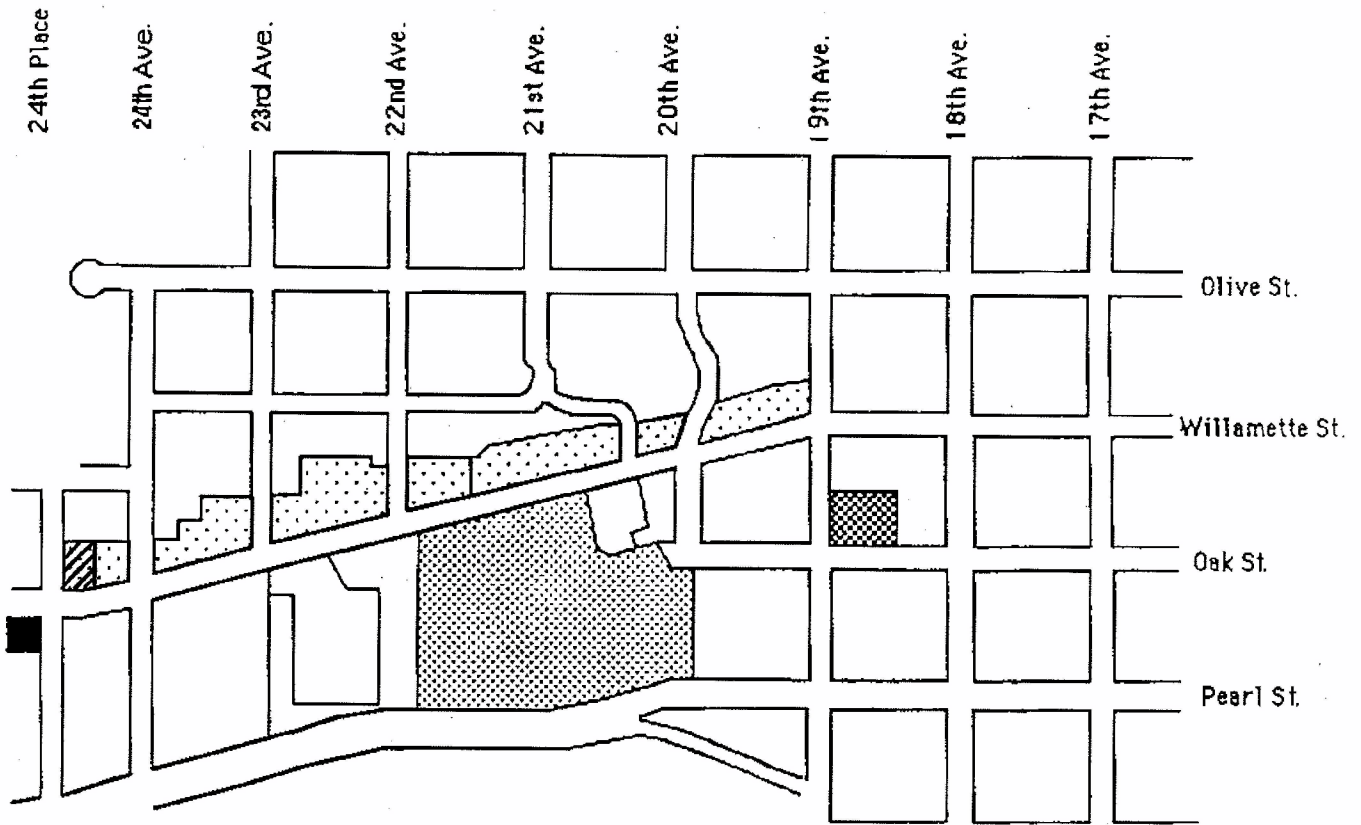 24th Place
24th Ave.
23rd Ave.
22nd Ave.
21st Ave.
20th Ave.
19th Ave.
18th Ave.
17th Ave.
Olive St.
Willamette St.
Oak St.
Pearl St.